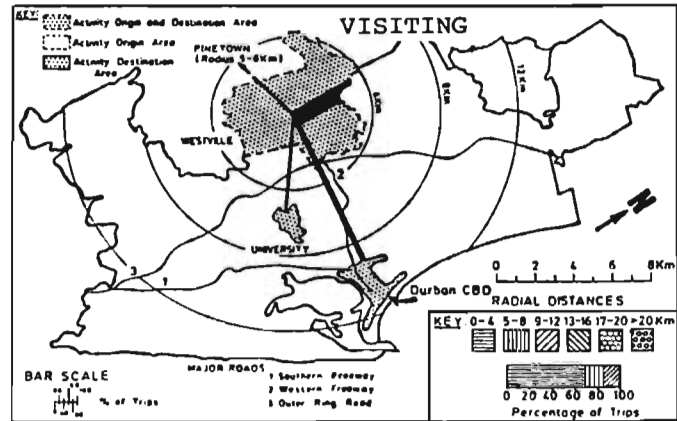 KEY:
Activity Origin and Destination Area
Activity Origin Area
Activity Destination Area
VISITING
PINETOWN
(Radius 5-6Km)
4Km
8Km
12Km
WESTVILLE
2
UNIVERSITY
3
1
Durban CBD
N
0 2 4 6 8Km
RADIAL DISTANCES
MAJOR ROADS
1 Southern Freeway
2 Western Freeway
3 Outer Ring Road
BAR SCALE
% of Trips
KEY: 0-4 5-8 9-12 13-16 17-20 >20 Km
0 20 40 60 80 100
Percentage of Trips